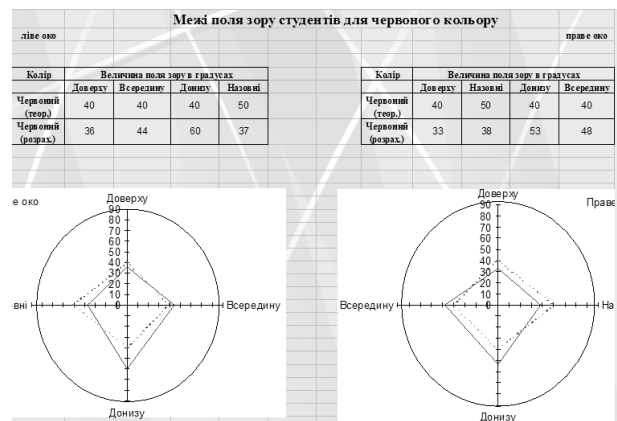 Межі поля зору студентів для червоного кольору
ліве око
праве око
Колір Величина поля зору в градусах
Доверху Всередину Донизу Назовні
Червоний (теор.) 40 40 40 50
Червоний (розрах.) 36 44 60 37
Колір Величина поля зору в градусах
Доверху Назовні Донизу Всередину
Червоний (теор.) 40 50 40 40
Червоний (розрах.) 33 38 53 48
е око
Доверху
90
80
70
60
50
40
30
20
10
0
вні
Всередину
Донизу
Праве
Доверху
90
80
70
60
50
40
30
20
10
0
Всередину
На
Донизу